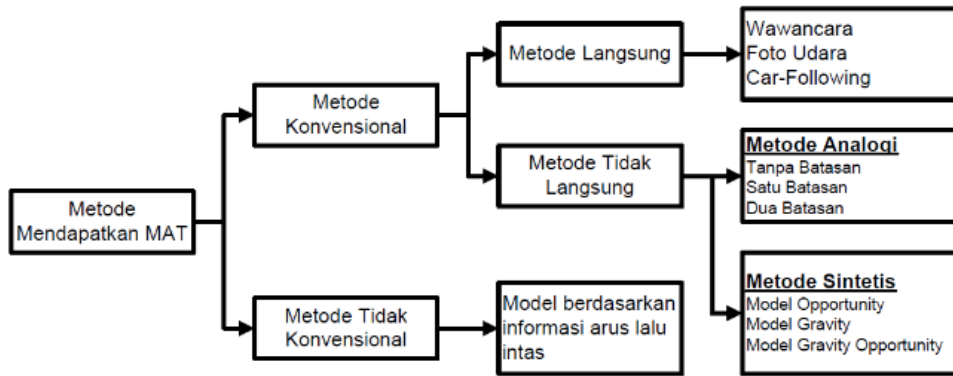 Metode
Mendapatkan MAT
Metode
Konvensional
Metode Langsung
Wawancara
Foto Udara
Car-Following
Metode Tidak
Langsung
Metode Analogi
Tanpa Batasan
Satu Batasan
Dua Batasan
Metode Sintetis
Model Opportunity
Model Gravity
Model Gravity Opportunity
Metode Tidak
Konvensional
Model berdasarkan
informasi arus lalu
intas